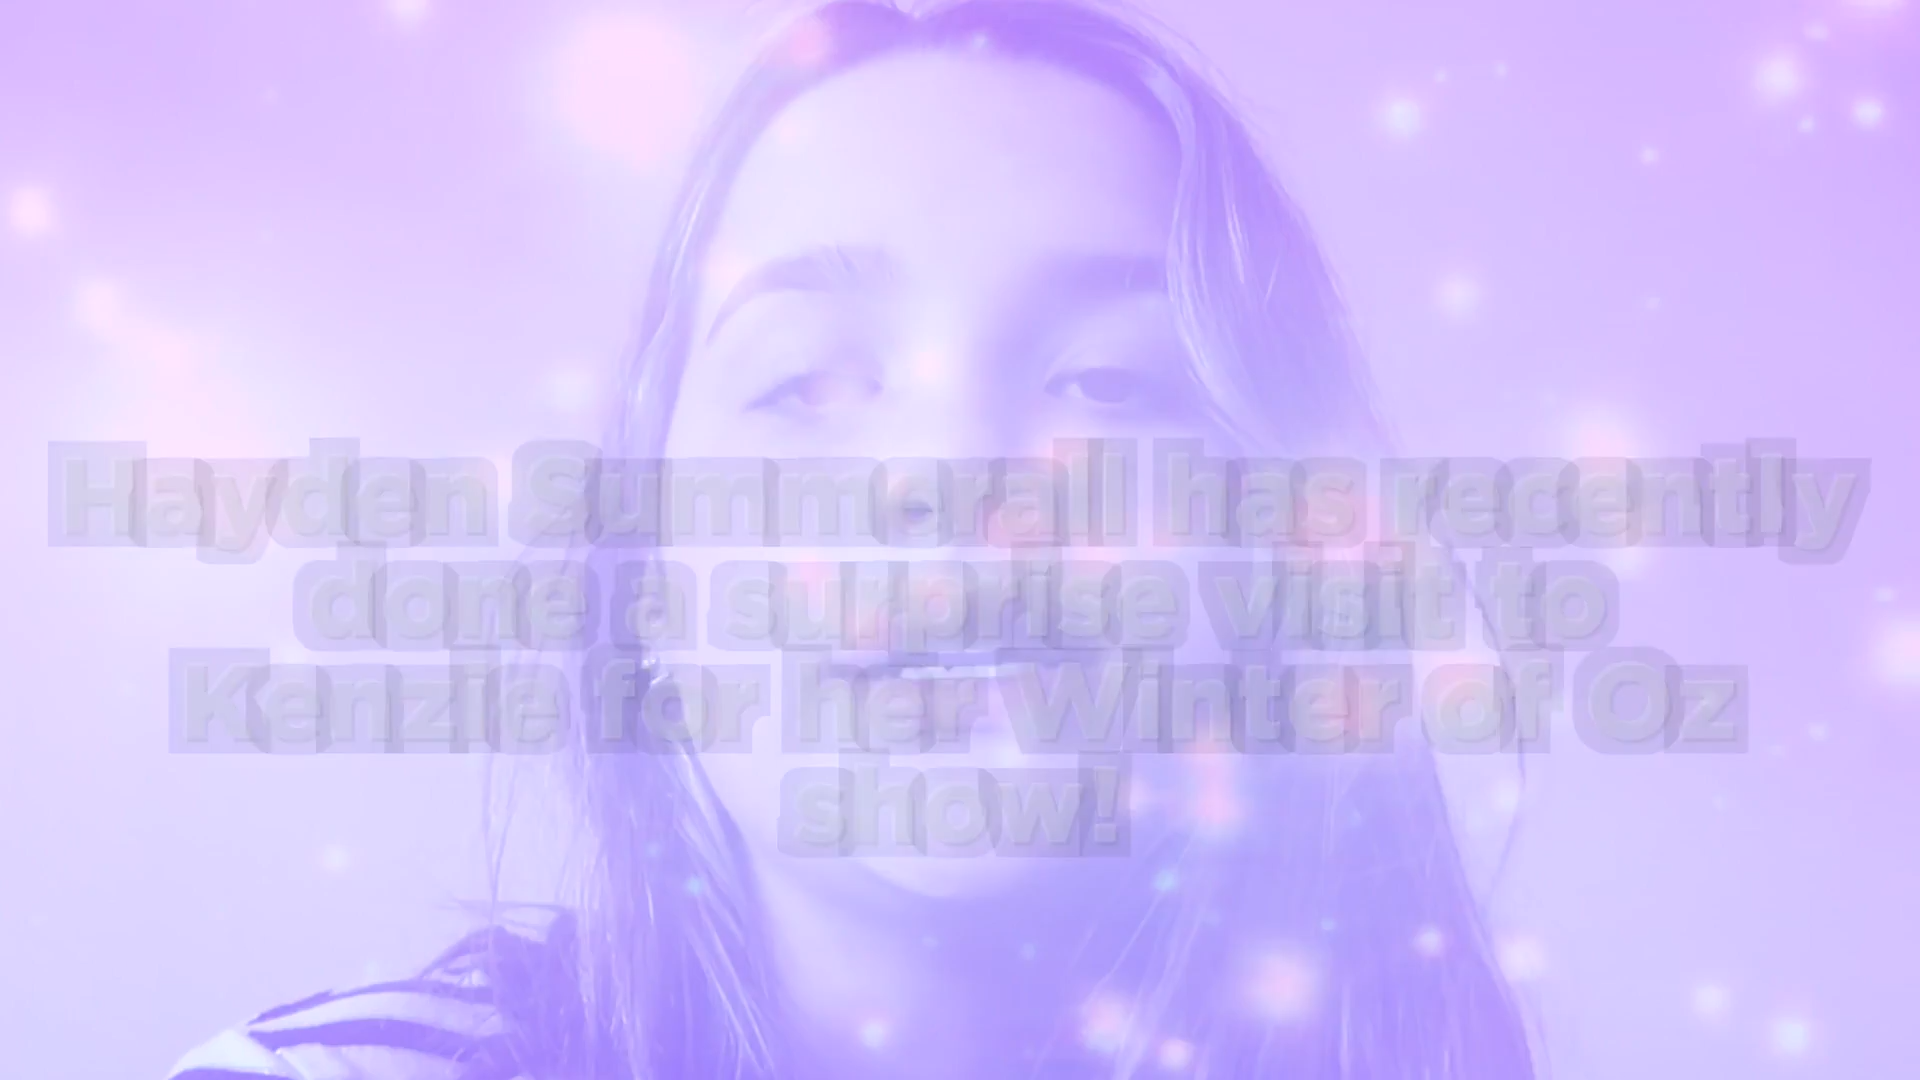 Hayden Summerall has recently
done a surprise visit to
Kenzie for her Winter of Oz
show!